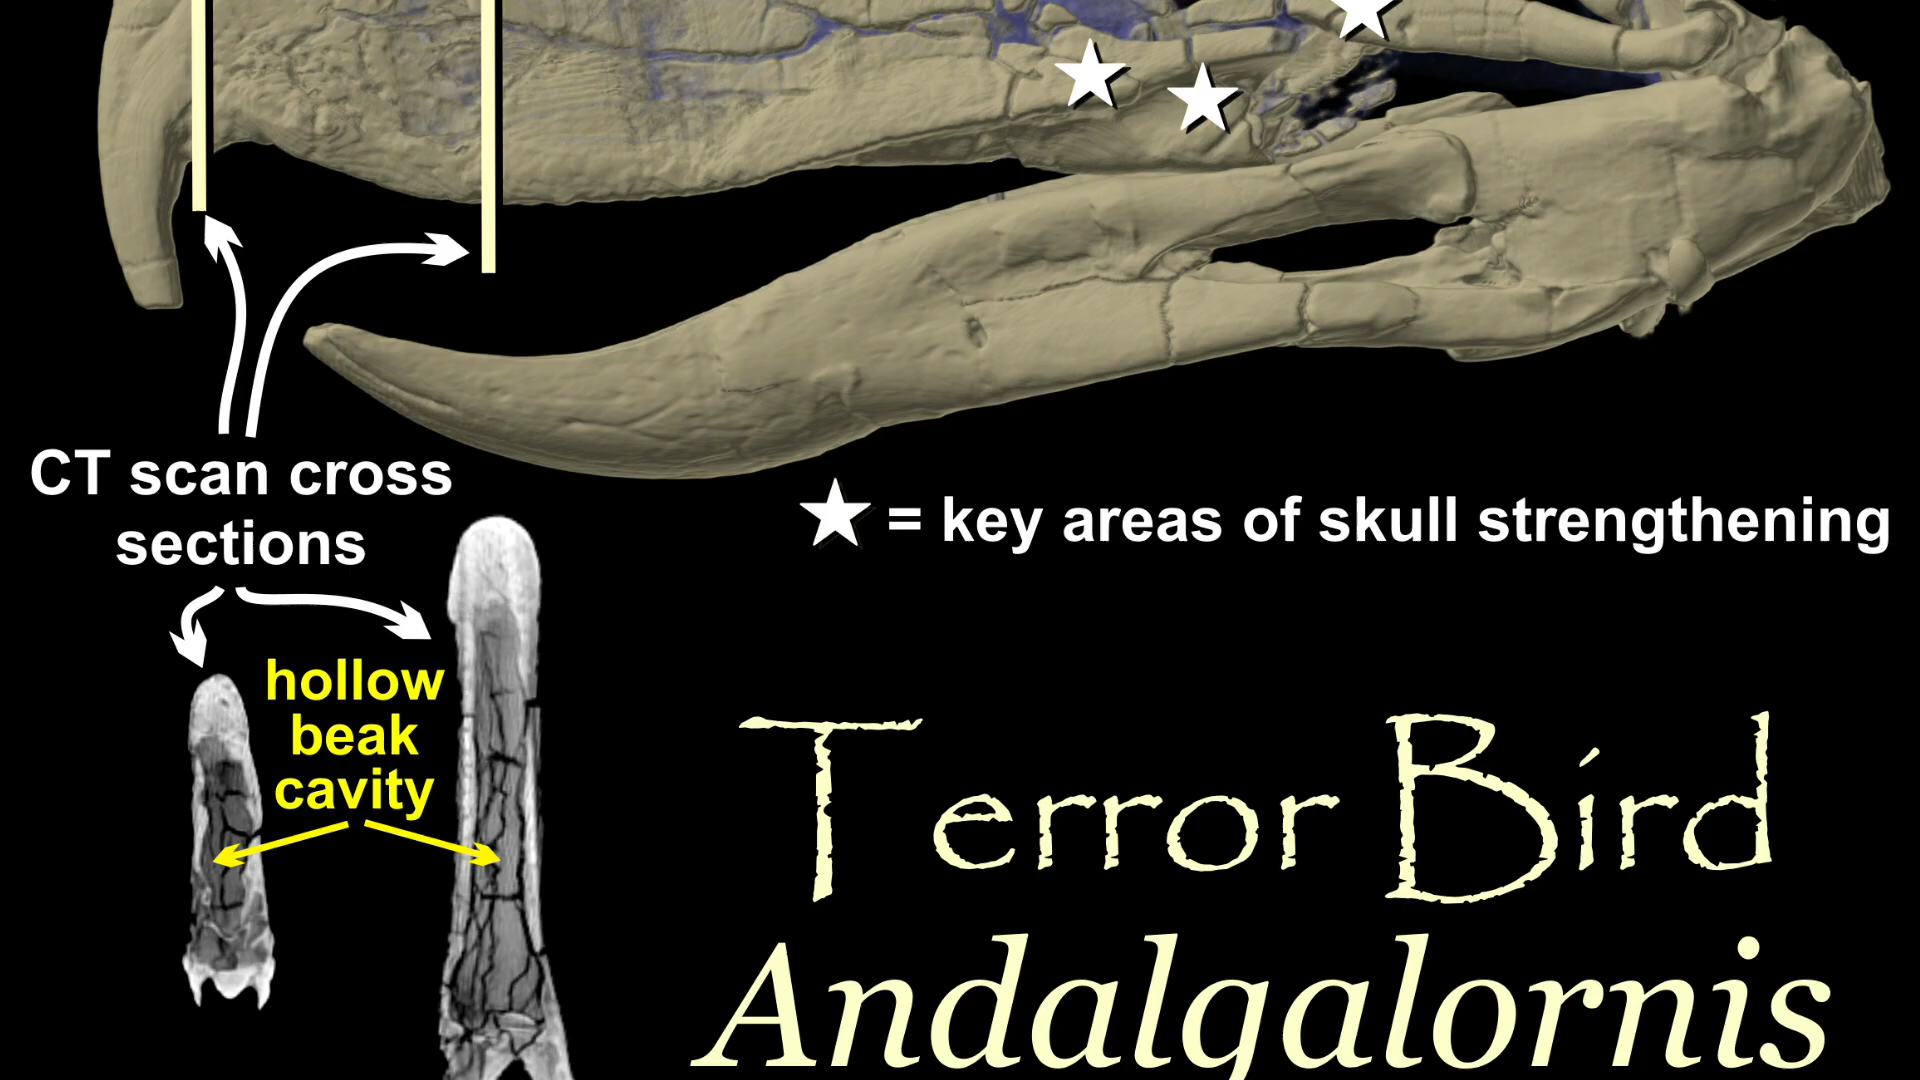 CT scan cross
sections
★ = key areas of skull strengthening
hollow
beak
cavity
Terror Bird
Andalgalornis